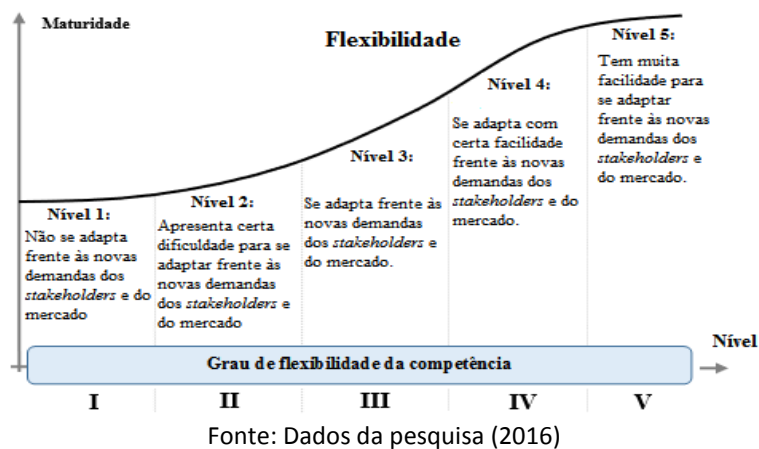 Maturidade
Flexibilidade
Nível 1:
Não se adapta
frente às novas
demandas dos
stakeholders e do
mercado
Nível 2:
Apresenta certa
dificuldade para se
adaptar frente às
novas demandas
dos stakeholders e
do mercado
Nível 3:
Se adapta frente às
novas demandas
dos stakeholders e
do mercado.
Nível 4:
Se adapta com
certa facilidade
frente às novas
demandas dos
stakeholders e do
mercado.
Nível 5:
Tem muita
facilidade para
se adaptar
frente às novas
demandas dos
stakeholders e
do mercado.
Grau de flexibilidade da competência
Nível
I II III IV V
Fonte: Dados da pesquisa (2016)